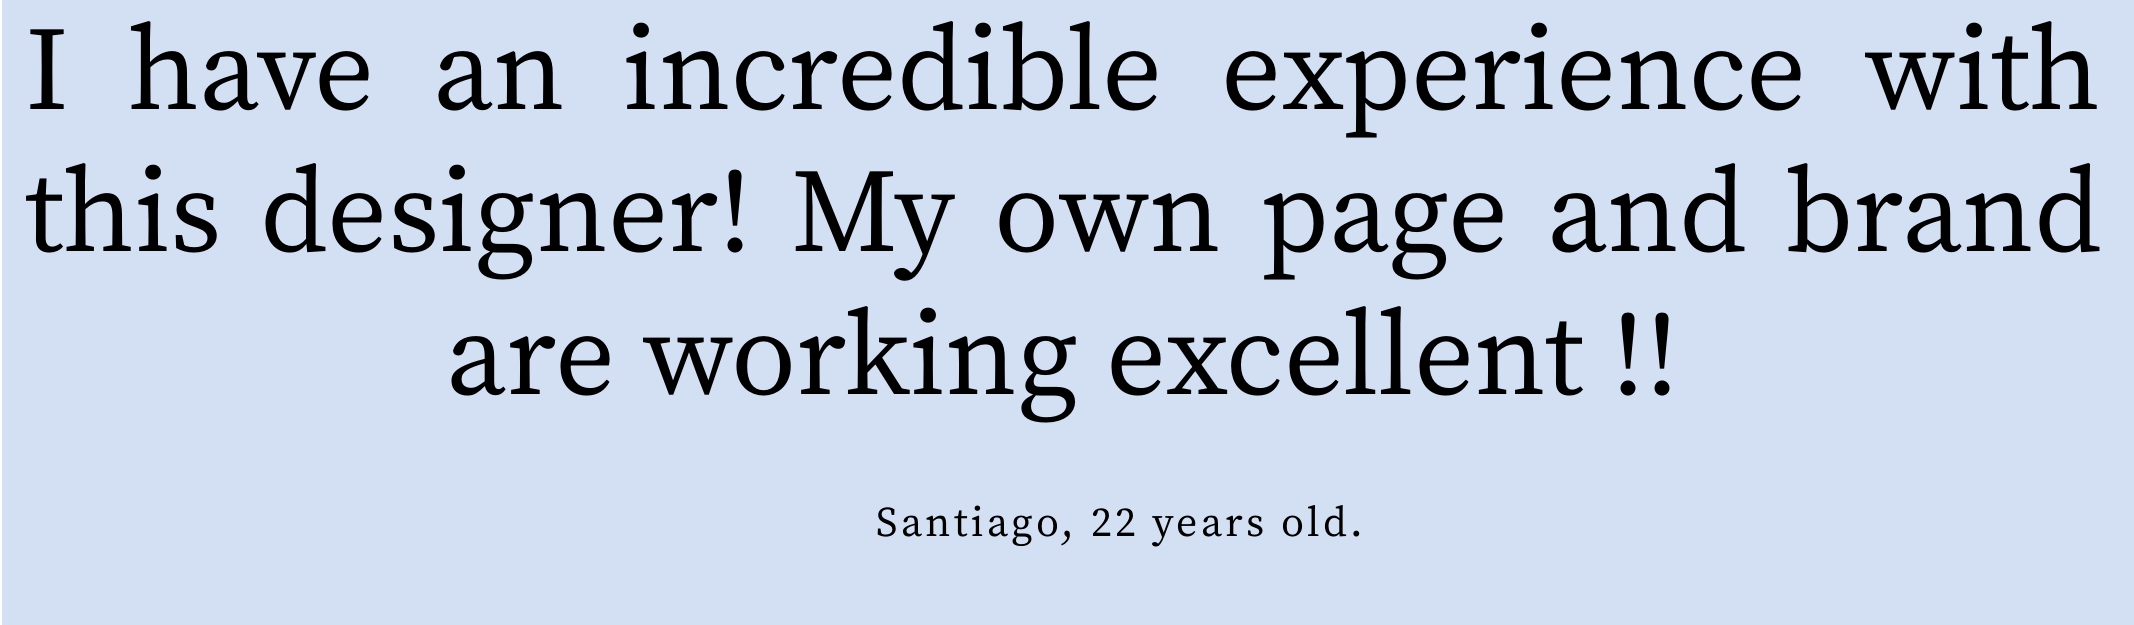 I have an incredible experience with
this designer! My own page and brand
are working excellent !!
Santiago, 22 years old.